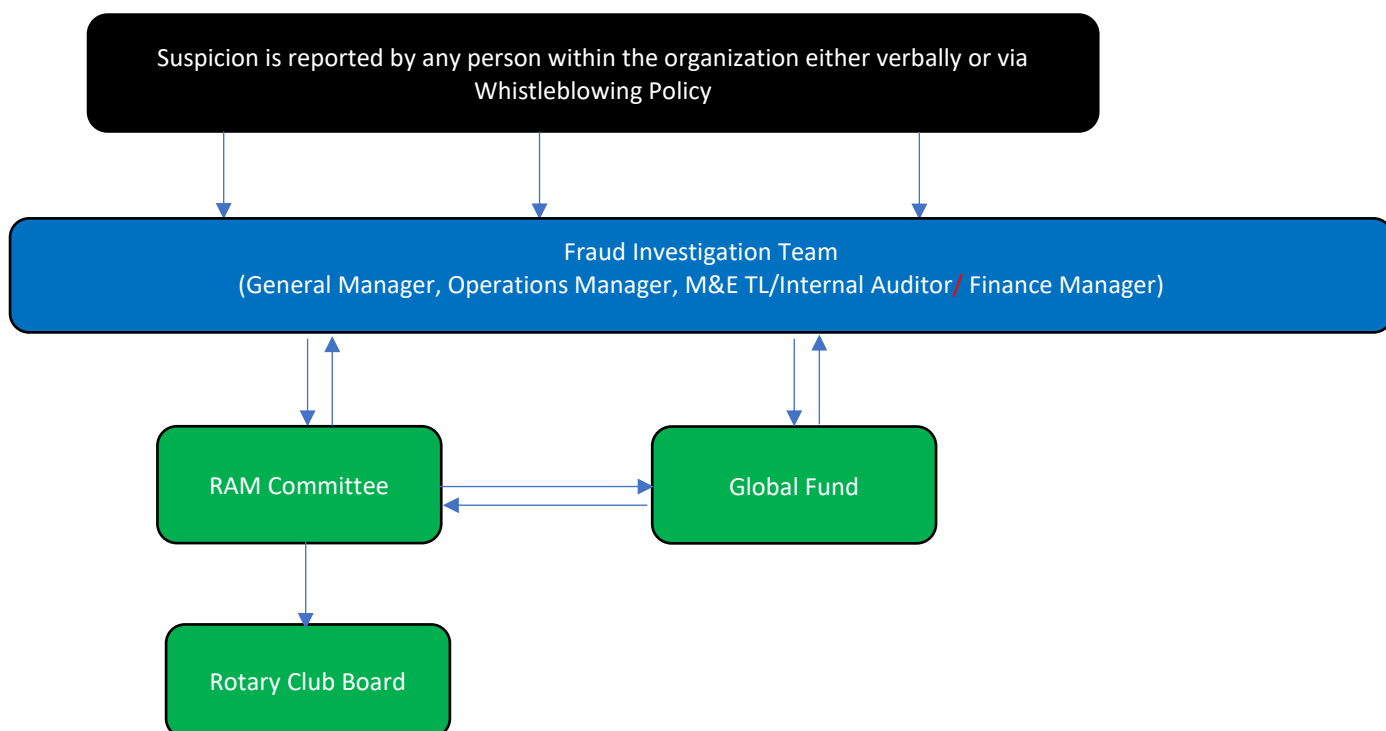 Suspicion is reported by any person within the organization either verbally or via
Whistleblowing Policy
Fraud Investigation Team
(General Manager, Operations Manager, M&E TL/Internal Auditor/ Finance Manager)
RAM Committee
Global Fund
Rotary Club Board